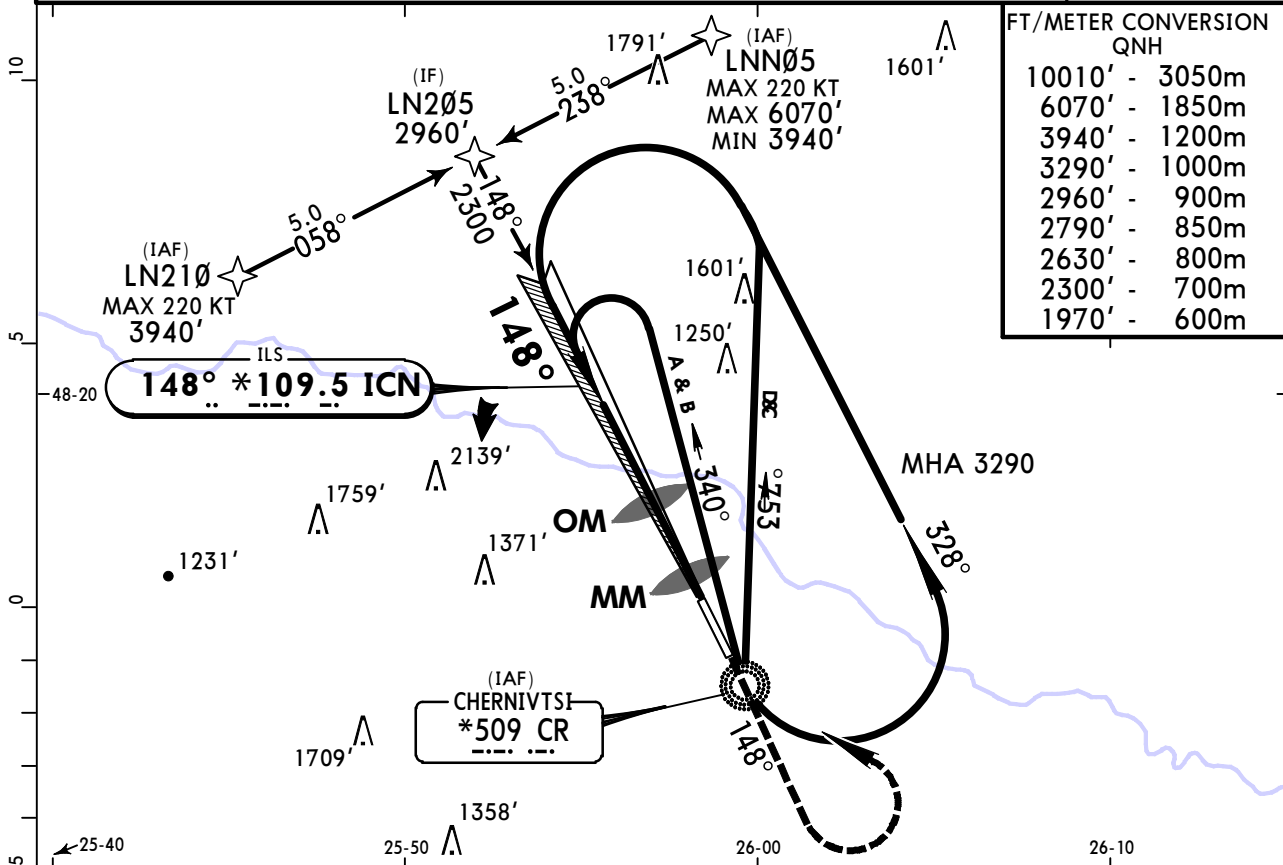 10
5
0
5
1791'
(IAF)
LNNØ5
MAX 220 KT
MAX 6070'
MIN 3940'
1601'
FT/METER CONVERSION
QNH
10010' - 3050m
6070' - 1850m
3940' - 1200m
3290' - 1000m
2960' - 900m
2790' - 850m
2630' - 800m
2300' - 700m
1970' - 600m
(IF)
LN2Ø5
2960'
5.0
238°
148°
2300
5.0
058°
(IAF)
LN21Ø
MAX 220 KT
3940'
1601'
1250'
148°
ILS
148° *109.5 ICN
48-20
A & B
340°
2139'
1759'
MHA 3290
OM
1371'
1231'
328°
MM
(IAF)
CHERNIVTSI
*509 CR
148°
1709'
1358'
25-40
25-50
26-00
26-10